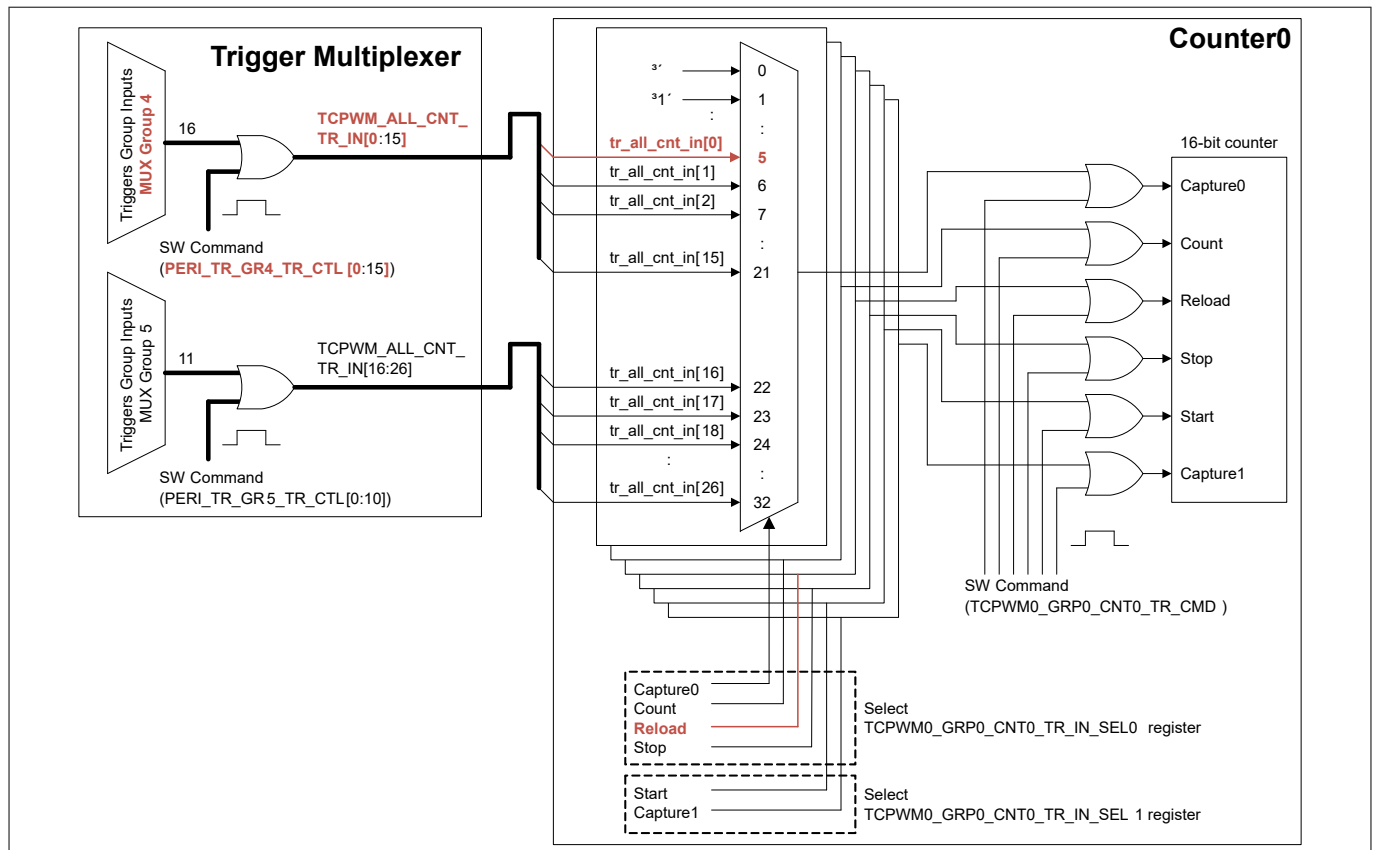 Trigger Multiplexer
Triggers Group Inputs
MUX Group 4
16
TCPWM_ALL_CNT_
TR_IN[0:15]
SW Command
(PERI_TR_GR4_TR_CTL [0:15])
Triggers Group Inputs
MUX Group 5
11
TCPWM_ALL_CNT_
TR_IN[16:26]
SW Command
(PERI_TR_GR5_TR_CTL[0:10])
Counter0
³´
0
³1´
1
:
:
tr_all_cnt_in[0]
5
tr_all_cnt_in[1]
6
tr_all_cnt_in[2]
7
:
tr_all_cnt_in[15]
21
tr_all_cnt_in[16]
22
tr_all_cnt_in[17]
23
tr_all_cnt_in[18]
24
:
:
tr_all_cnt_in[26]
32
16-bit counter
Capture0
Count
Reload
Stop
Start
Capture1
SW Command
(TCPWM0_GRP0_CNT0_TR_CMD )
Capture0
Count
Reload
Stop
Select
TCPWM0_GRP0_CNT0_TR_IN_SEL0 register
Start
Capture1
Select
TCPWM0_GRP0_CNT0_TR_IN_SEL 1 register